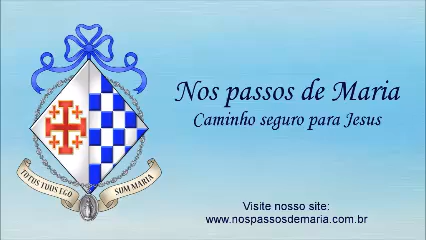 Nos passos de Maria
Caminho seguro para Jesus
TOTUS TUUS EGO
SUM MARIA
Visite nosso site:
www.nospassosdemaria.com.br